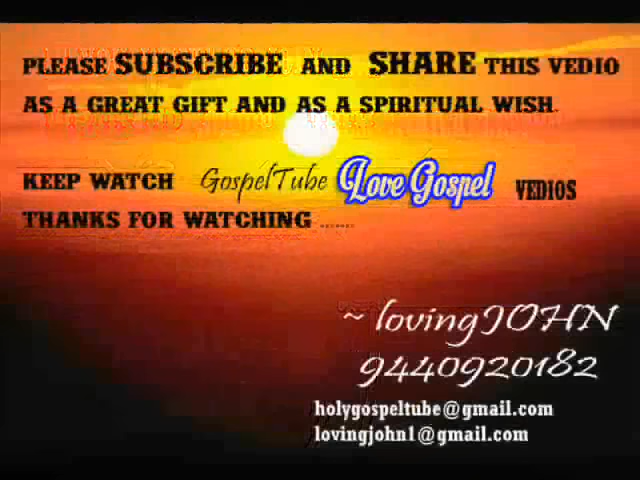 PLEASE SUBSCRIBE AND SHARE THIS VEDIO
AS A GREAT GIFT AND AS A SPIRITUAL WISH.
KEEP WATCH GospelTube Love Gospel VEDIOS
THANKS FOR WATCHING .......
~ lovingJOHN
9440920182
holygospeltube@gmail.com
lovingjohn1@gmail.com